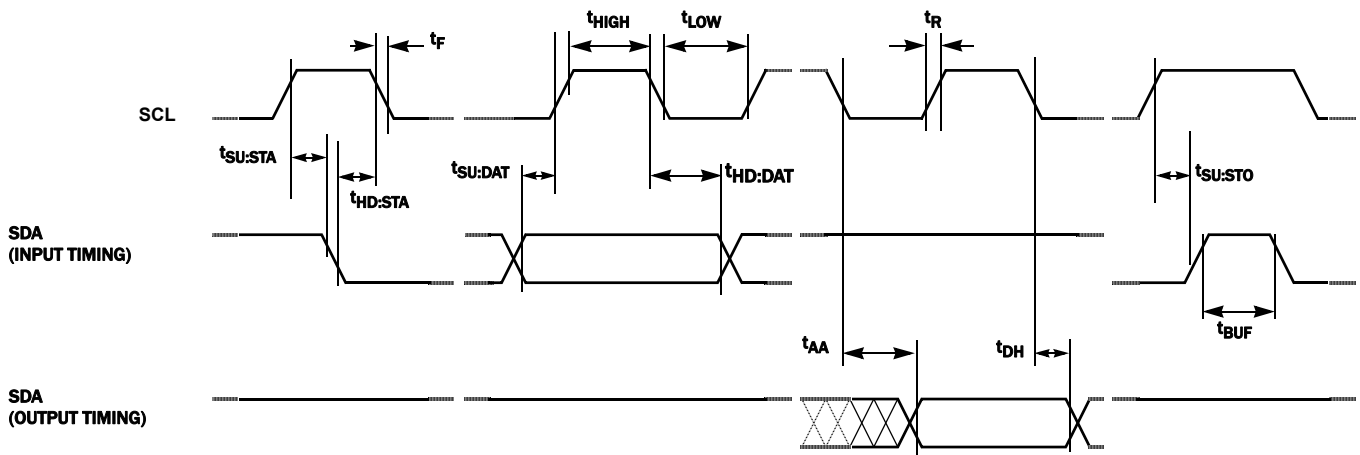 tHIGH
tLOW
tR
tF
SCL
tSU:STA
tSU:DAT
tHD:DAT
tSU:STO
tHD:STA
SDA
(INPUT TIMING)
tBUF
tAA
tDH
SDA
(OUTPUT TIMING)